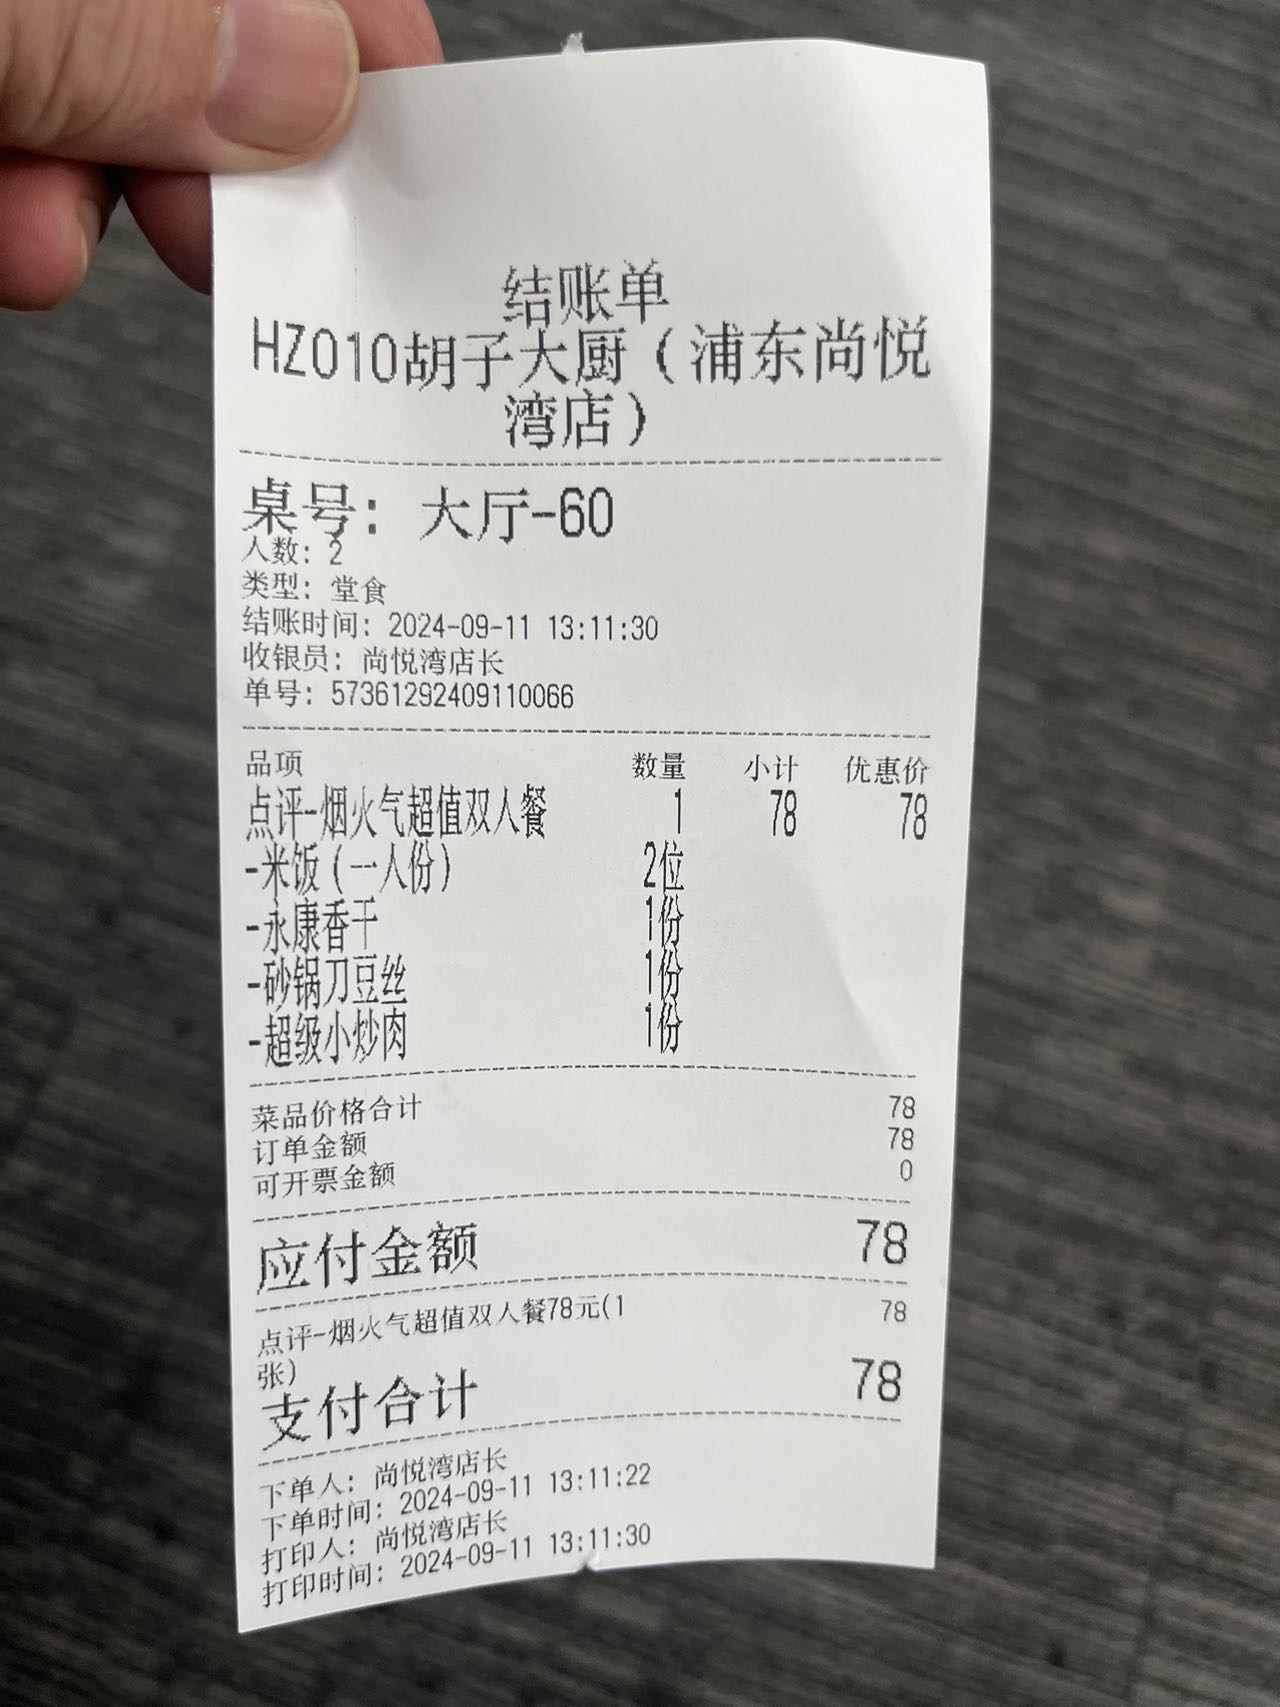 结账单
HZ010胡子大厨（浦东尚悦
湾店）
桌号： 大厅-60
人数：2
类型：堂食
结账时间：2024-09-11 13:11:30
收银员：尚悦湾店长
单号：573612924091​10066
品项 数量 小计 优惠价
点评-烟火气超值双人餐 1 78 78
-米饭（一人份） 2位
-永康香干 1份
-砂锅刀豆丝 1份
-超级小炒肉 1份
菜品价格合计 78
订单金额 78
可开票金额 0
应付金额 78
点评-烟火气超值双人餐78元(1 78
张)
支付合计 78
下单人：尚悦湾店长
下单时间：2024-09-11 13:11:22
打印人：尚悦湾店长
打印时间：2024-09-11 13:11:30